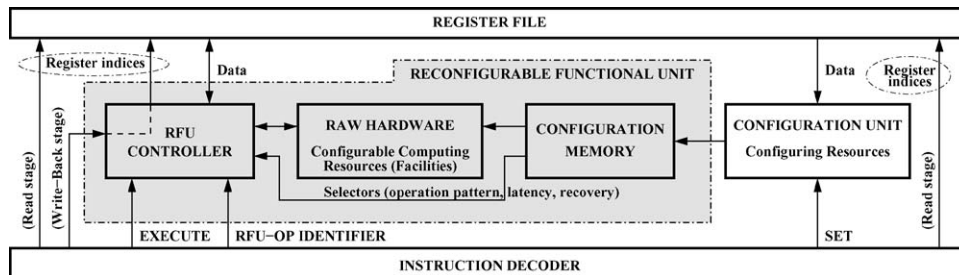 REGISTER FILE
Register indices
Data
RECONFIGURABLE FUNCTIONAL UNIT
Data
Register
indices
(Read stage)
(Write−Back stage)
RFU
CONTROLLER
RAW HARDWARE
Configurable Computing
Resources (Facilities)
CONFIGURATION
MEMORY
CONFIGURATION UNIT
Configuring Resources
(Read stage)
Selectors (operation pattern, latency, recovery)
EXECUTE
RFU−OP IDENTIFIER
SET
INSTRUCTION DECODER